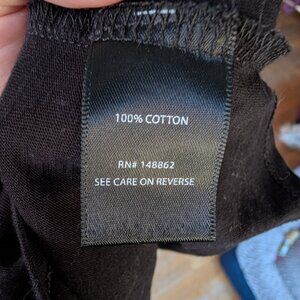 100% COTTON
RN# 148862
SEE CARE ON REVERSE